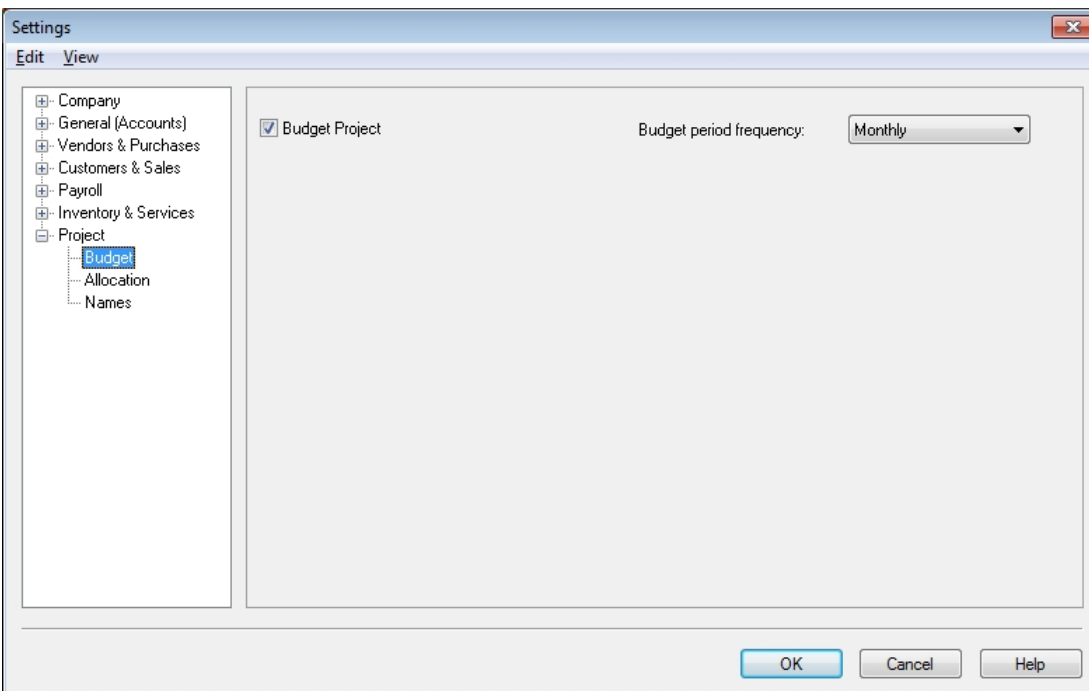 Settings
Edit View
Company
General (Accounts)
Vendors & Purchases
Customers & Sales
Payroll
Inventory & Services
Project
Budget
Allocation
Names
Budget Project
Budget period frequency: Monthly
OK Cancel Help